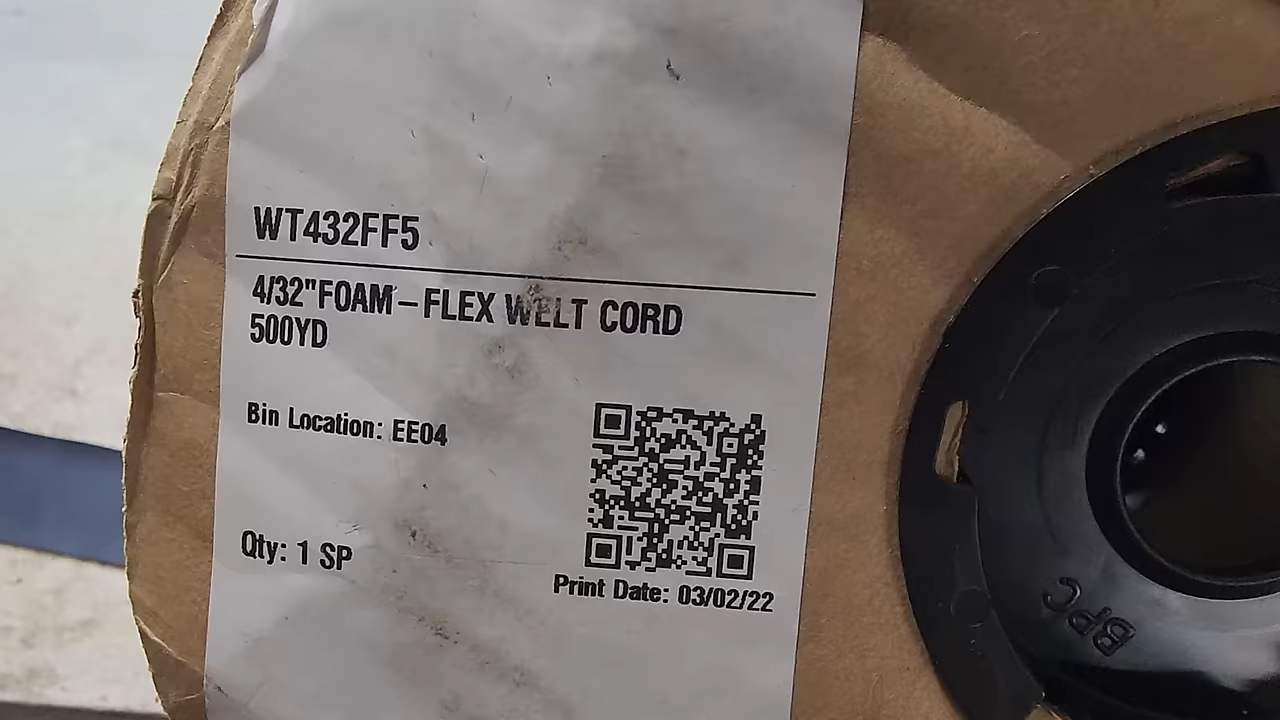 WT432FF5
4/32"FOAM-FLEX WELT CORD
500YD
Bin Location: EE04
Qty: 1 SP
Print Date: 03/02/22
BPC